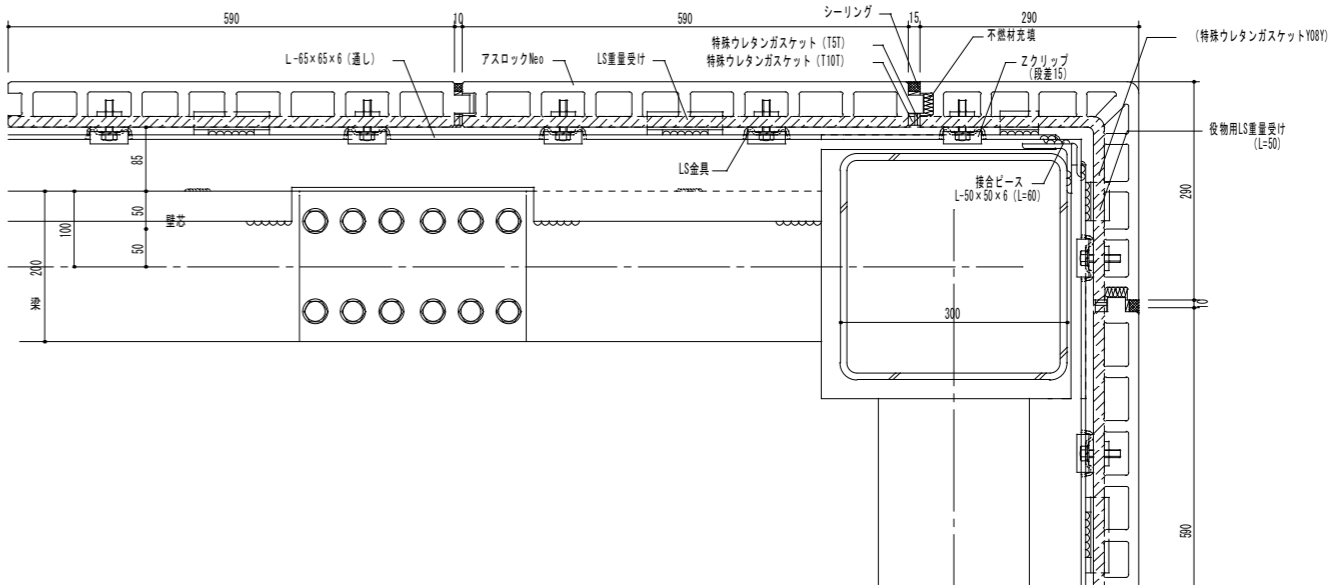 590
10
590
15
290
シーリング
不燃材充填
特殊ウレタンガスケット (T5T)
特殊ウレタンガスケット (T10T)
(特殊ウレタンガスケットY08Y)
L-65×65×6 (通し)
アスロックNeo
LS重量受け
Zクリップ
(段差15)
役物用LS重量受け
(L=50)
LS金具
接合ピース
L-50×50×6 (L=60)
85
50
壁芯
100
50
200
梁
300
290
10
590